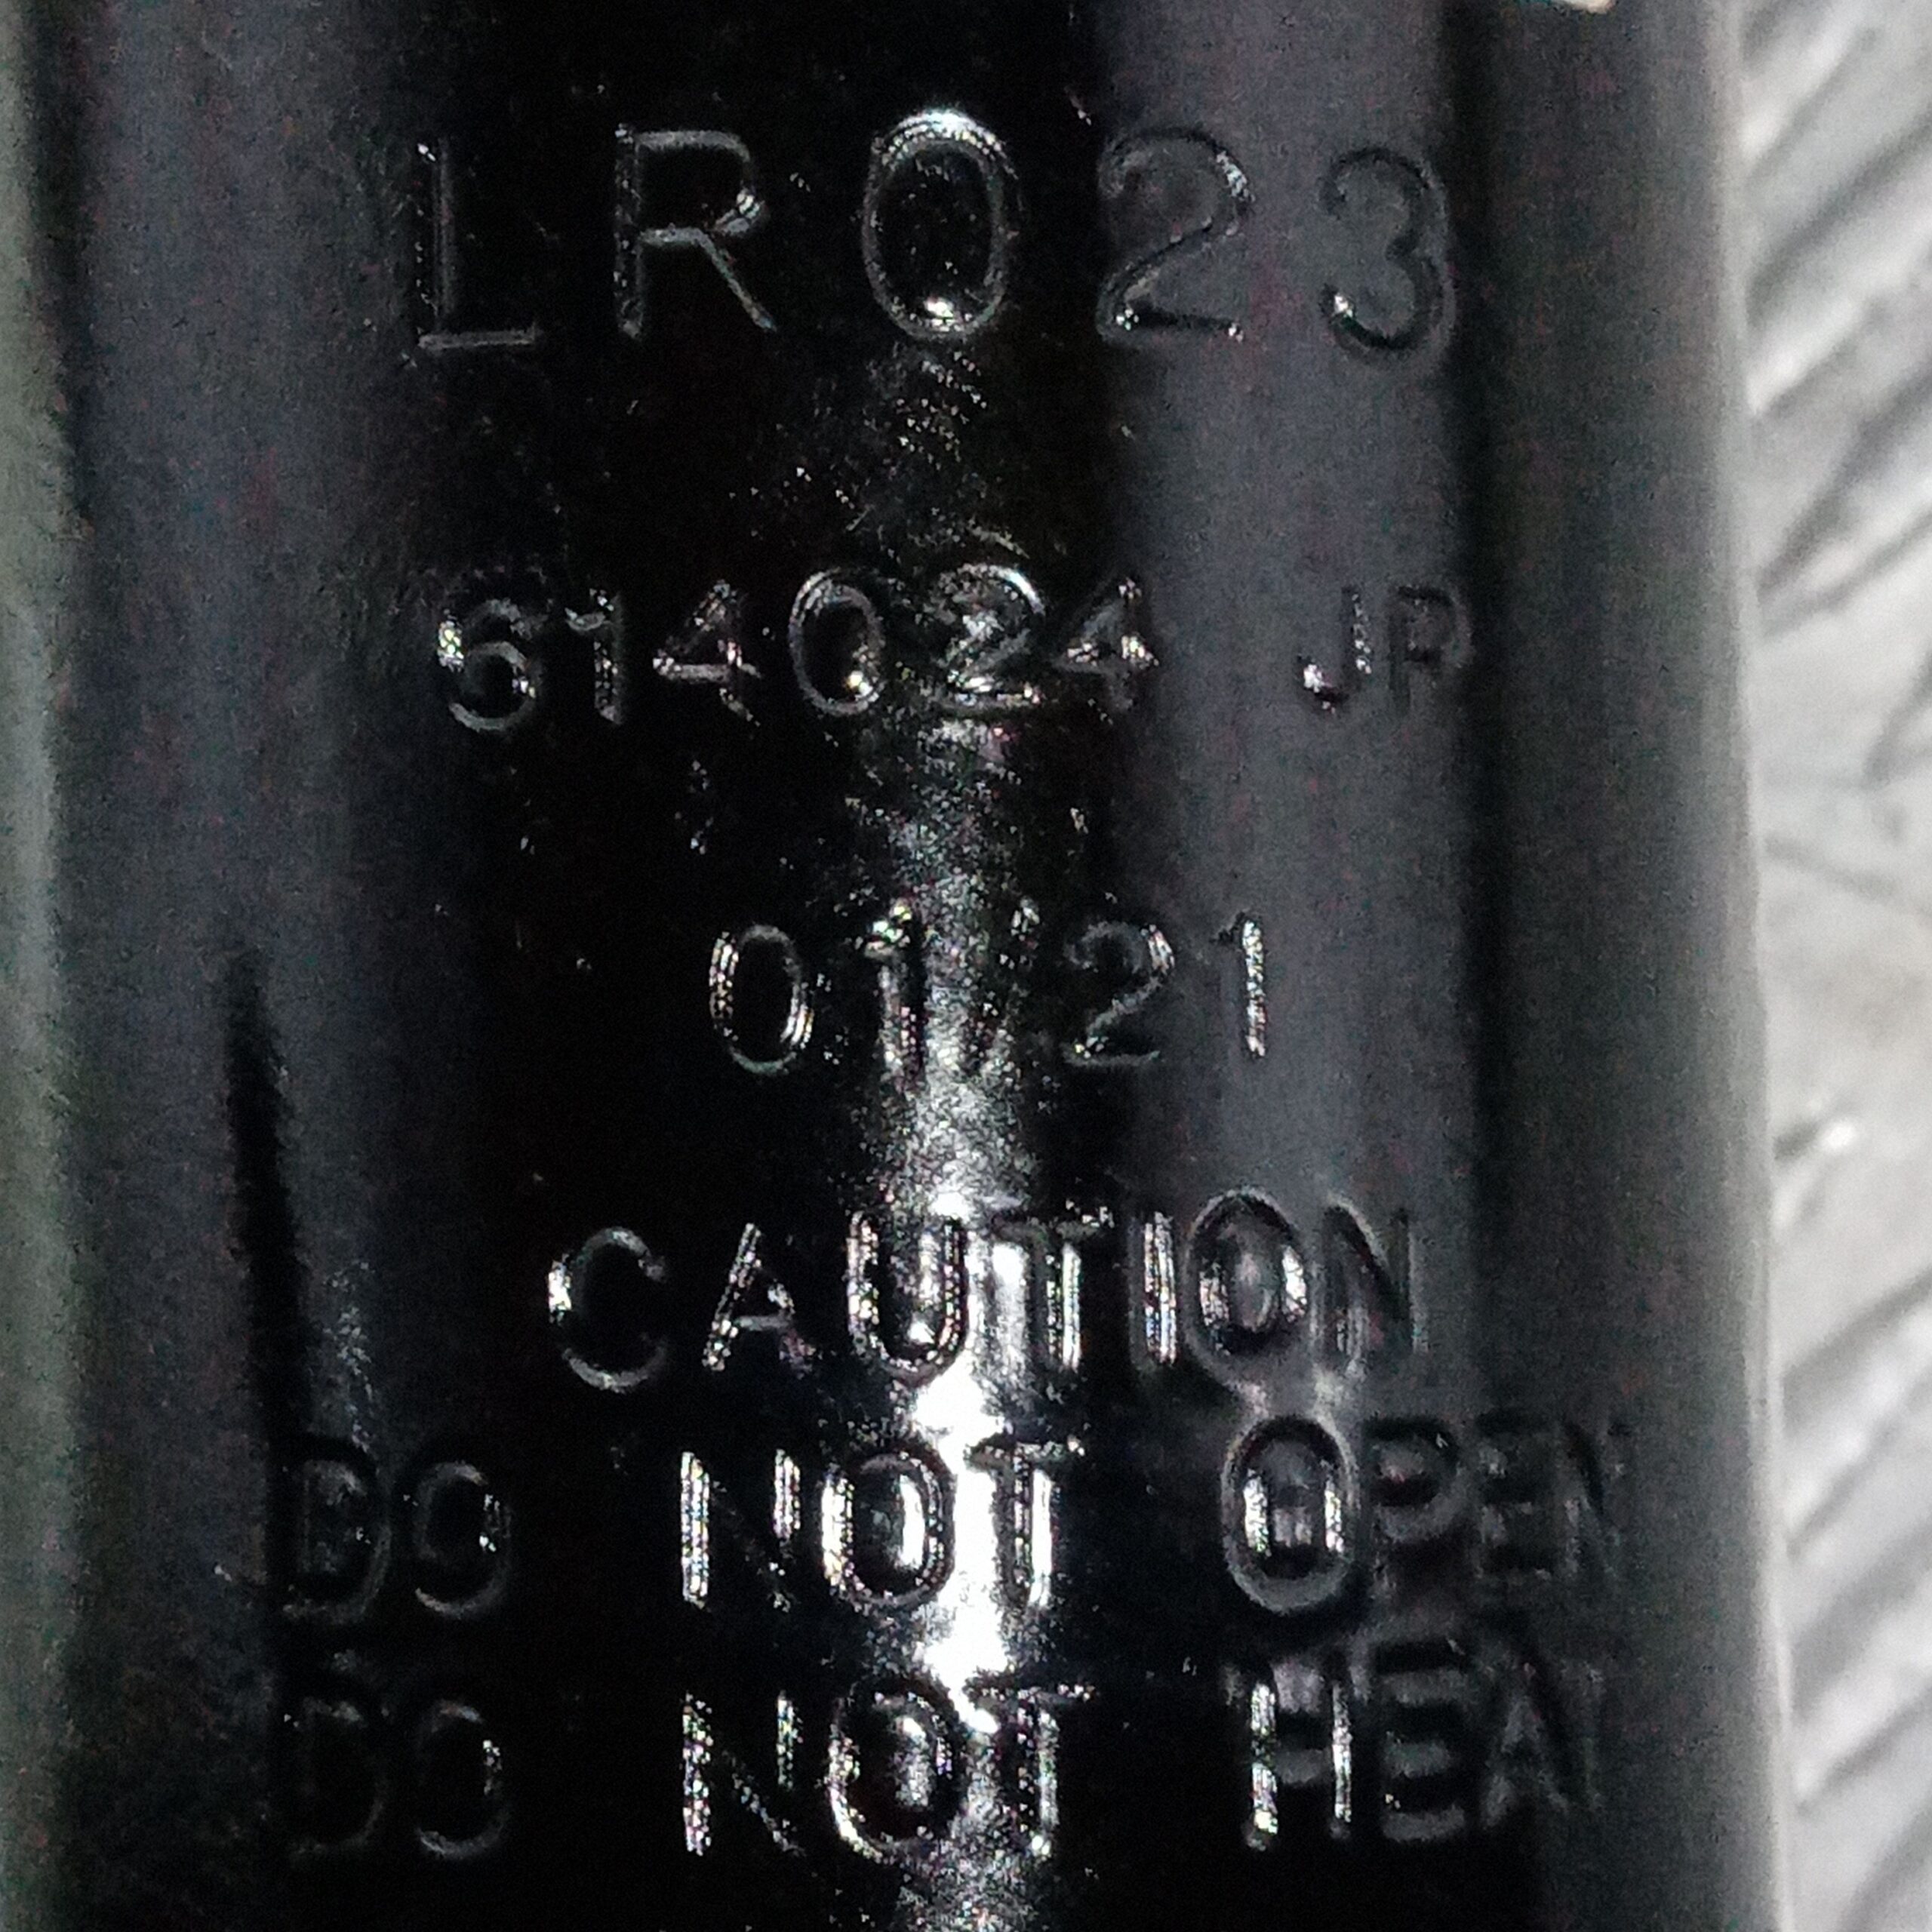 LR023
614024 JP
01'21
CAUTION
DO NOT OPEN
DO NOT HEAT